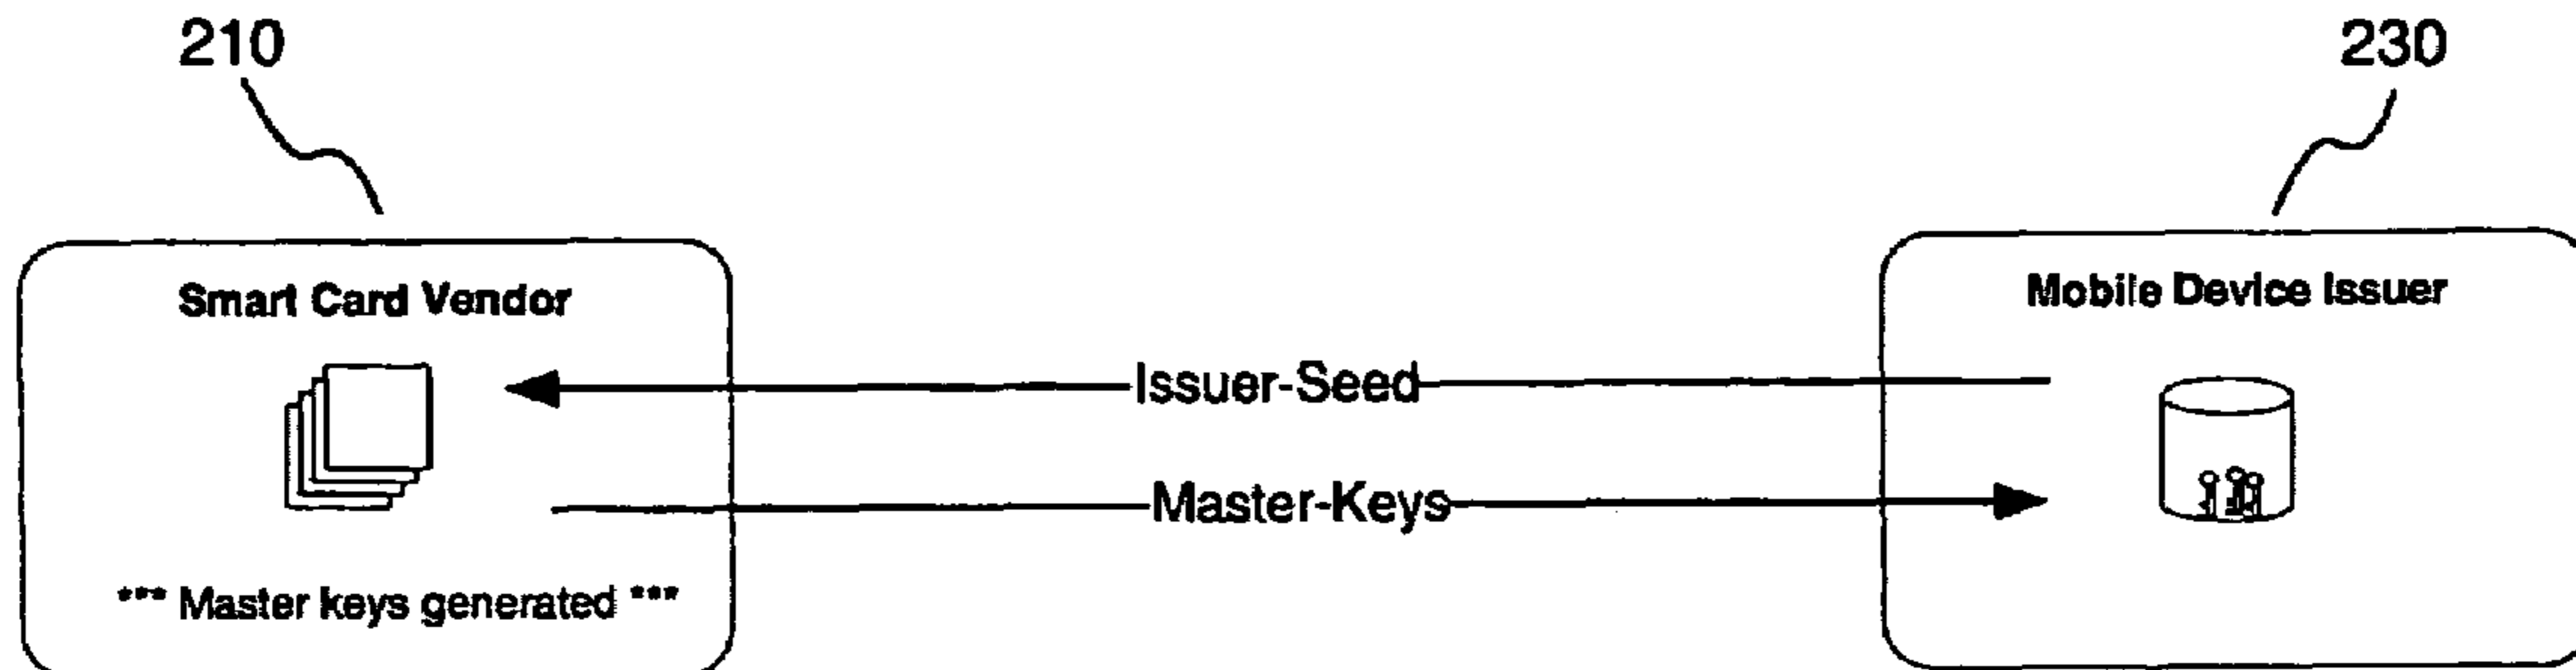 210
230
Smart Card Vendor
Mobile Device Issuer
Issuer-Seed
Master-Keys
*** Master keys generated ***